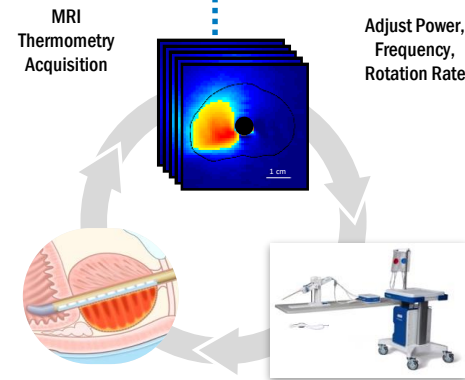 MRI
Thermometry
Acquisition
Adjust Power,
Frequency,
Rotation Rate
1 cm